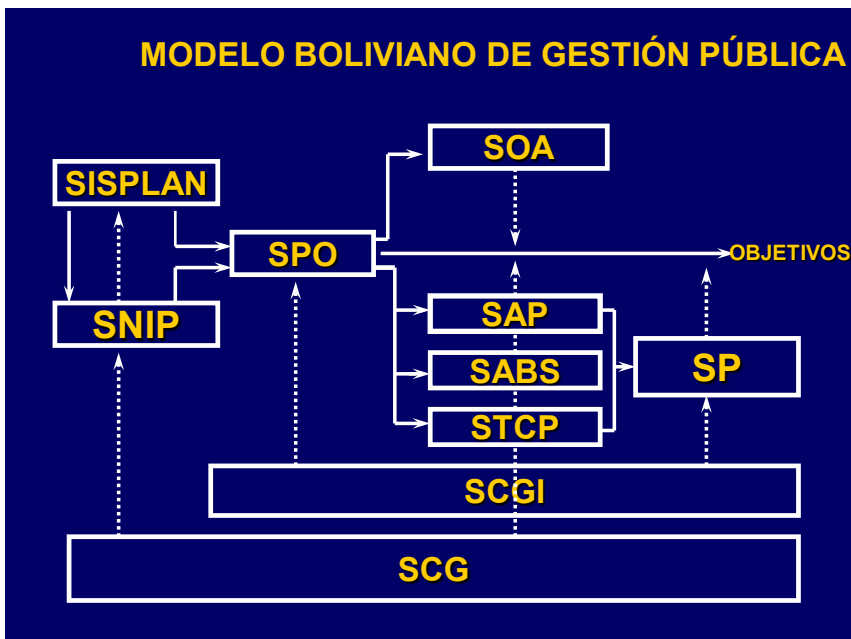 MODELO BOLIVIANO DE GESTIÓN PÚBLICA
SOA
SISPLAN
SPO
OBJETIVOS
SNIP
SAP
SABS
SP
STCP
SCGI
SCG